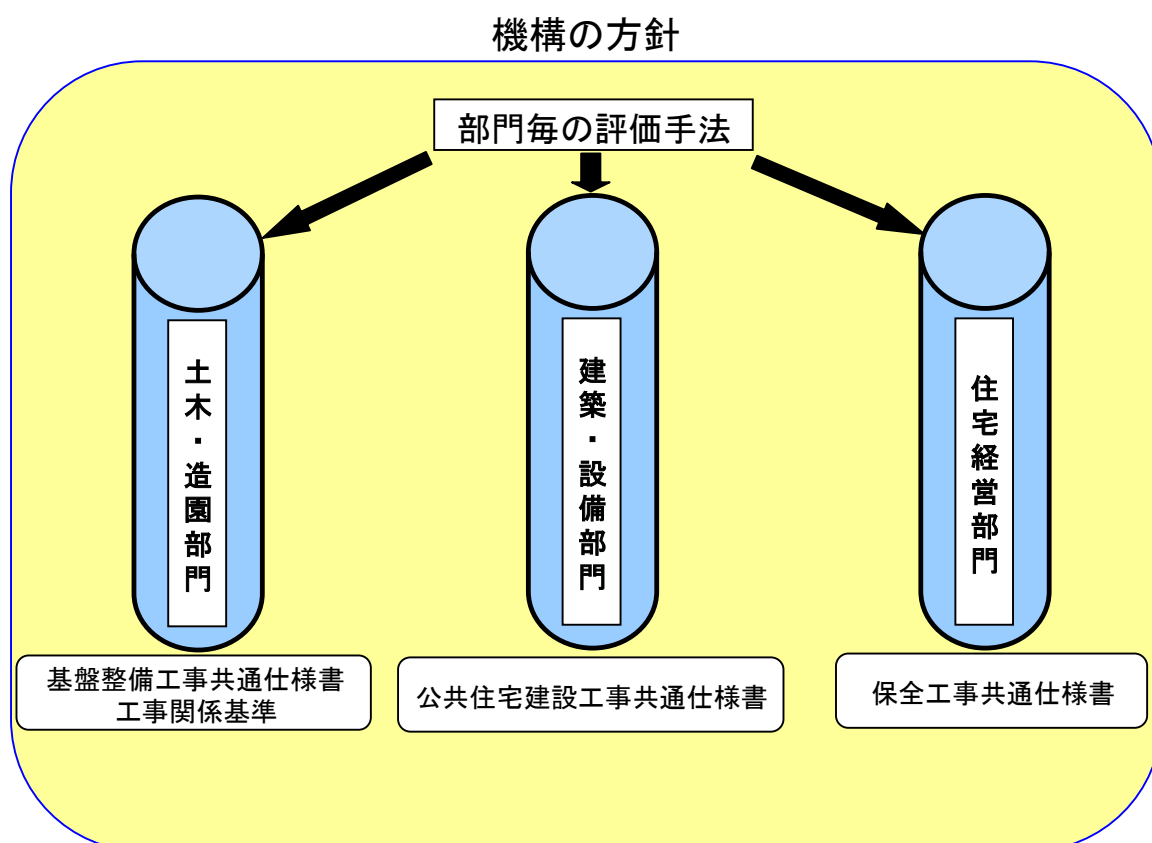 機構の方針
部門毎の評価手法
土木・造園部門
建築・設備部門
住宅経営部門
基盤整備工事共通仕様書
工事関係基準
公共住宅建設工事共通仕様書
保全工事共通仕様書